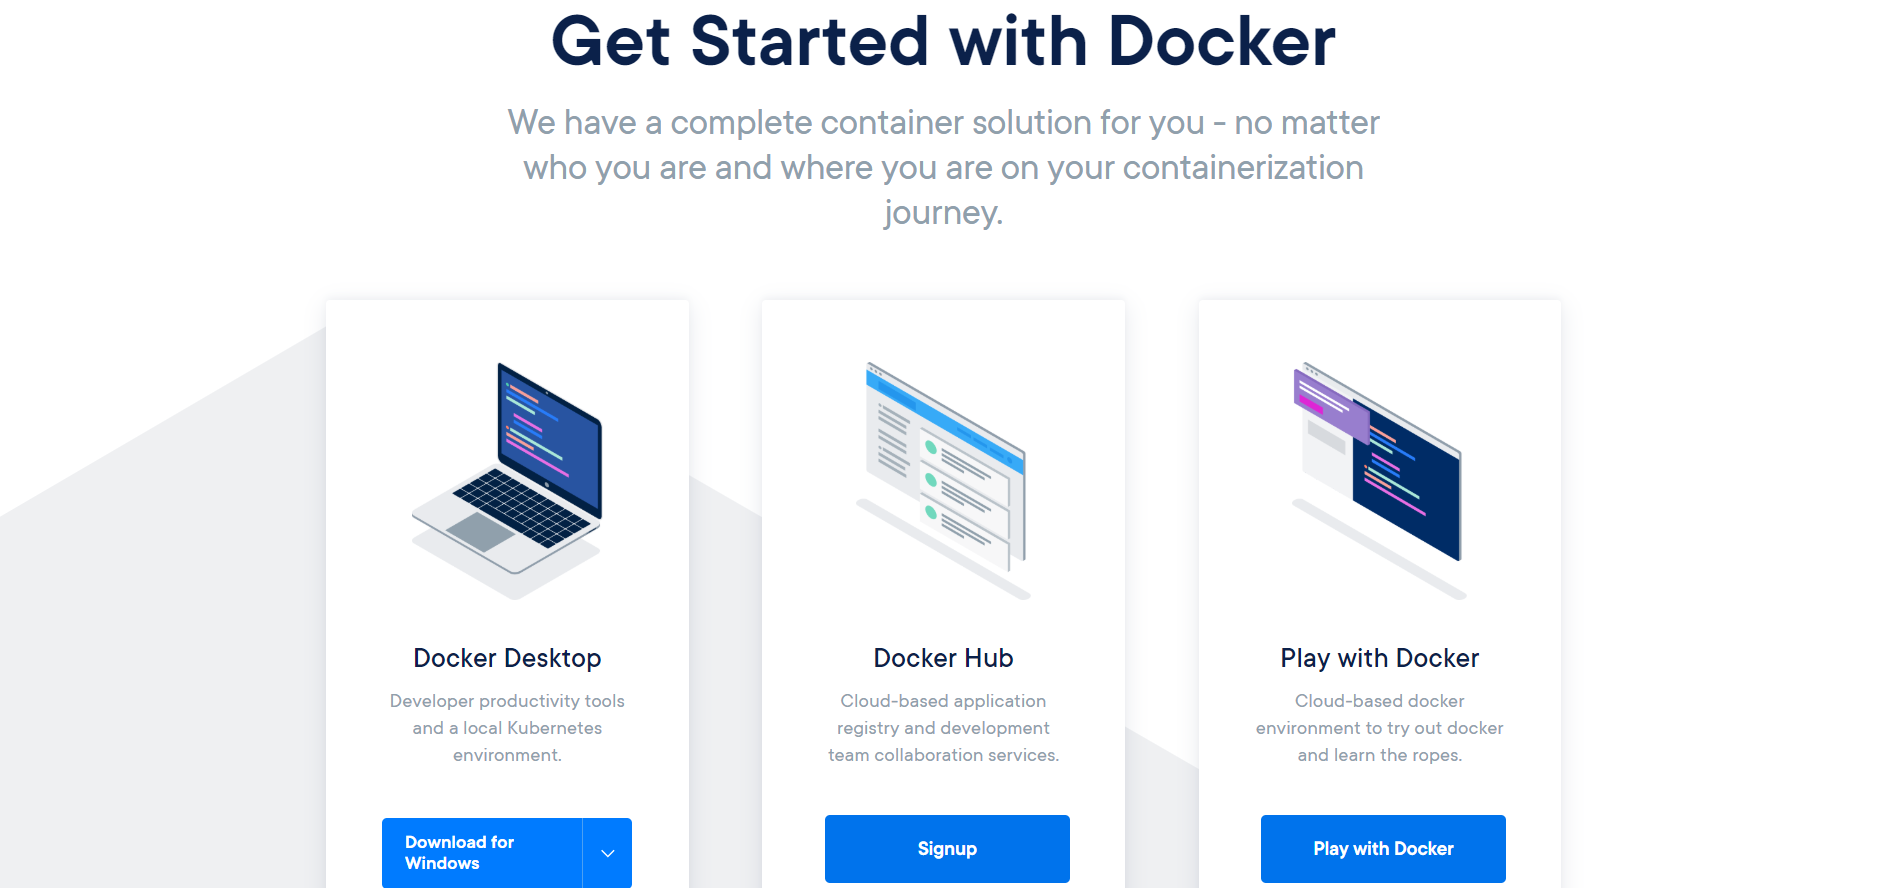 Get Started with Docker
We have a complete container solution for you - no matter
who you are and where you are on your containerization
journey.
Docker Desktop
Developer productivity tools
and a local Kubernetes
environment.
Download for
Windows
Docker Hub
Cloud-based application
registry and development
team collaboration services.
Signup
Play with Docker
Cloud-based docker
environment to try out docker
and learn the ropes.
Play with Docker